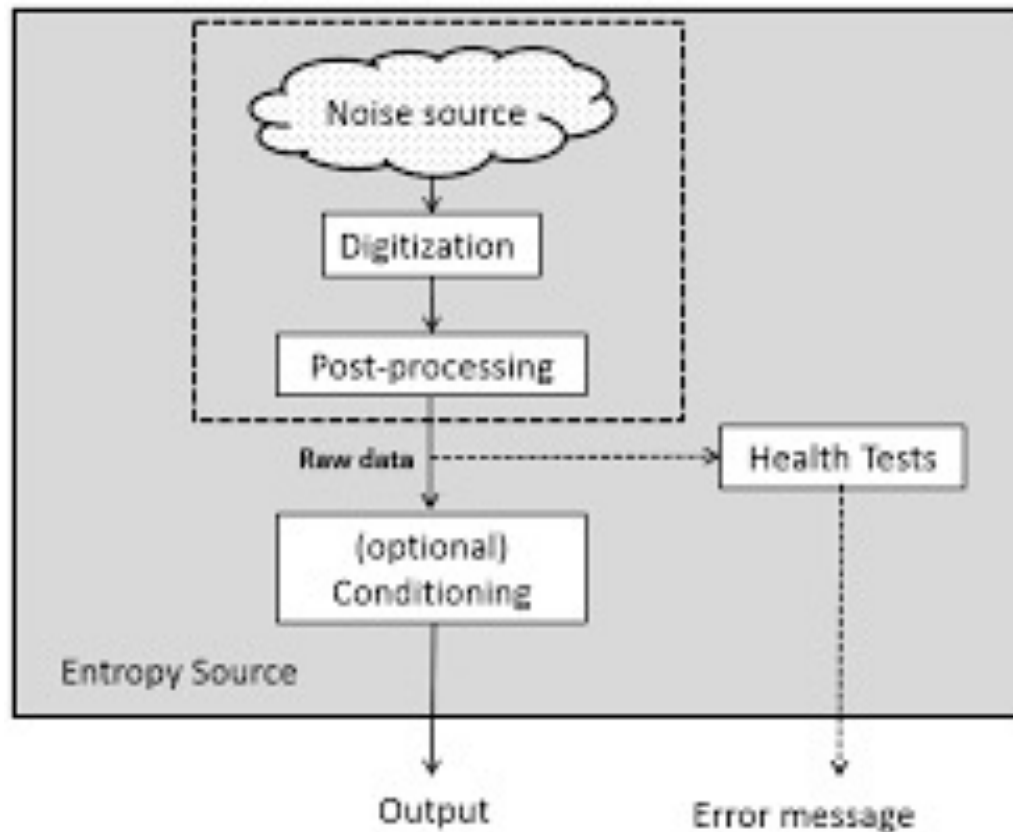 Noise source
Digitization
Post-processing
Raw data
Health Tests
(optional)
Conditioning
Entropy Source
Output
Error message